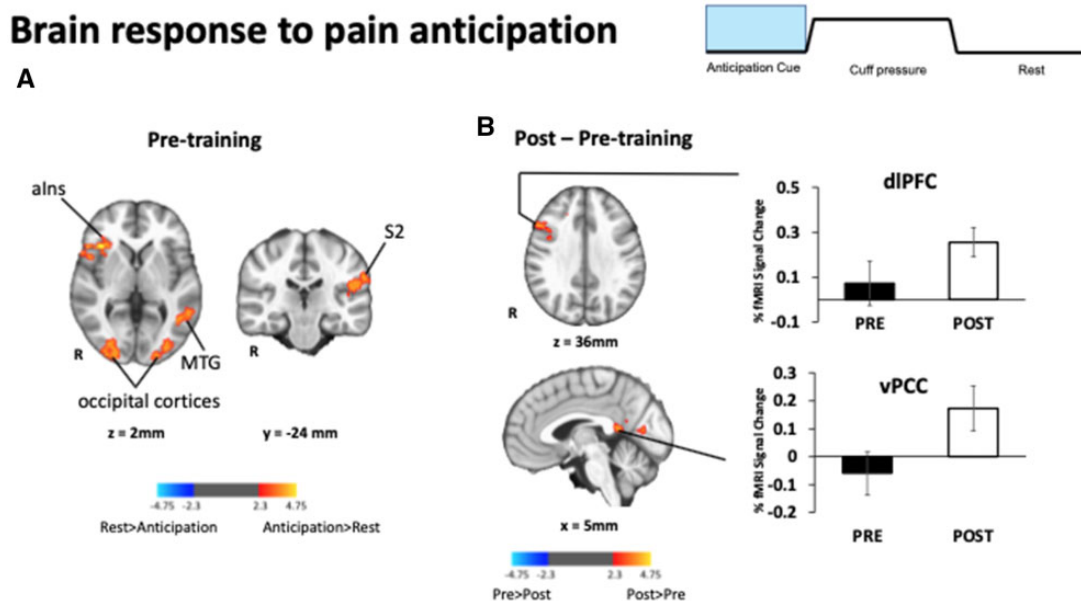 Brain response to pain anticipation
Anticipation Cue
Cuff pressure
Rest
A
Pre-training
aIns
S2
R
MTG
R
occipital cortices
z = 2mm
y = -24 mm
-4.75
-2.3
2.3
4.75
Rest>Anticipation
Anticipation>Rest
B
Post – Pre-training
R
z = 36mm
x = 5mm
-4.75
-2.3
2.3
4.75
Pre>Post
Post>Pre
dlPFC
% fMRI Signal Change
0.5
0.3
0.1
-0.1
PRE
POST
vPCC
% fMRI Signal Change
0.3
0.2
0.1
0
-0.1
-0.2
PRE
POST